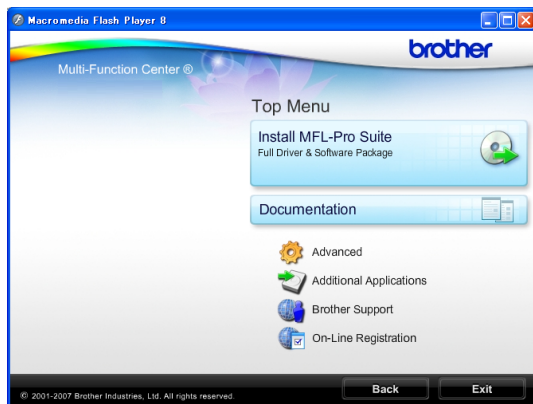 Macromedia Flash Player 8
brother
Multi-Function Center ®
Top Menu
Install MFL-Pro Suite
Full Driver & Software Package
Documentation
Advanced
Additional Applications
Brother Support
On-Line Registration
© 2001-2007 Brother Industries, Ltd. All rights reserved.
Back
Exit